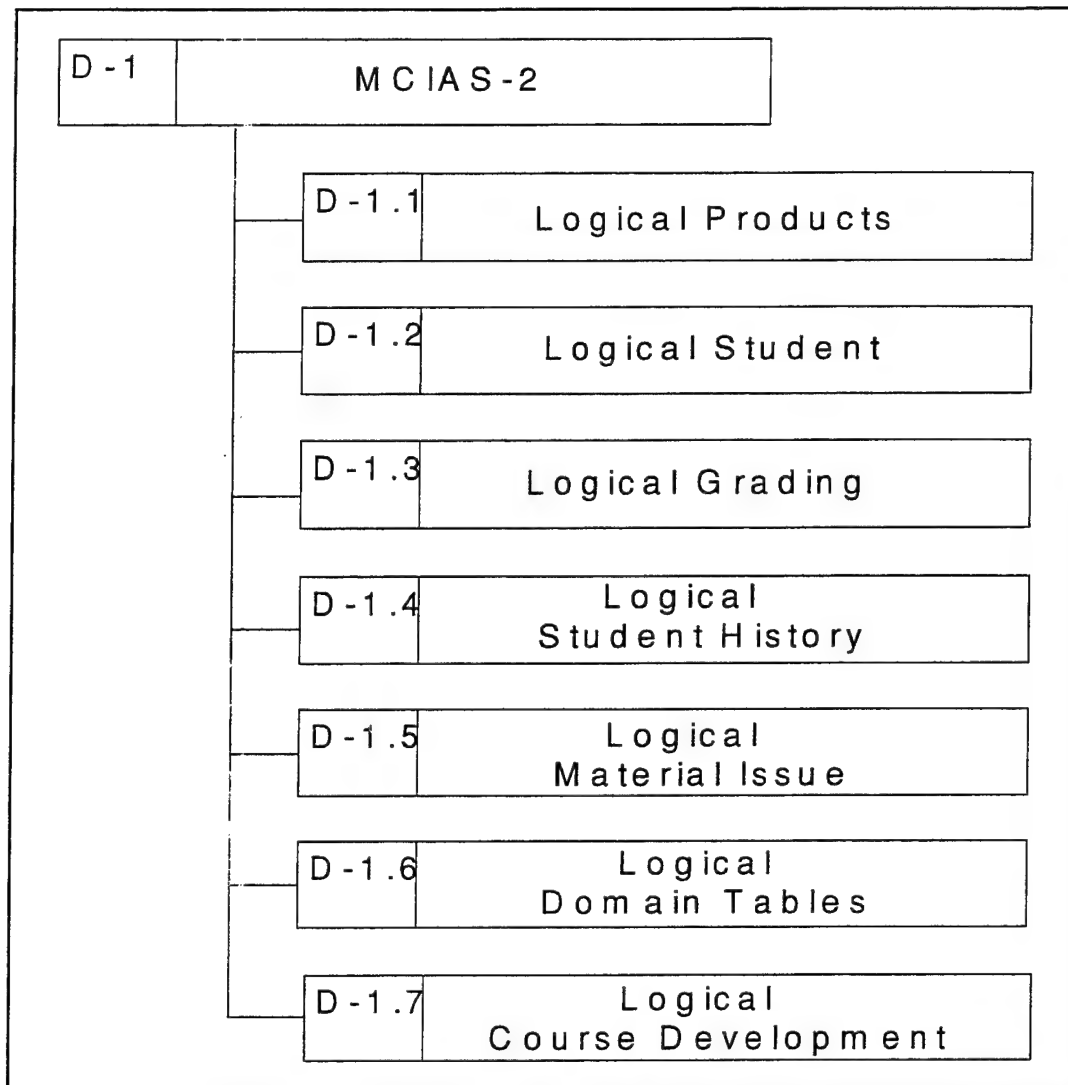 D-1 MCIAS-2
D-1.1 Logical Products
D-1.2 Logical Student
D-1.3 Logical Grading
D-1.4 Logical
Student History
D-1.5 Logical
Material Issue
D-1.6 Logical
Domain Tables
D-1.7 Logical
Course Development